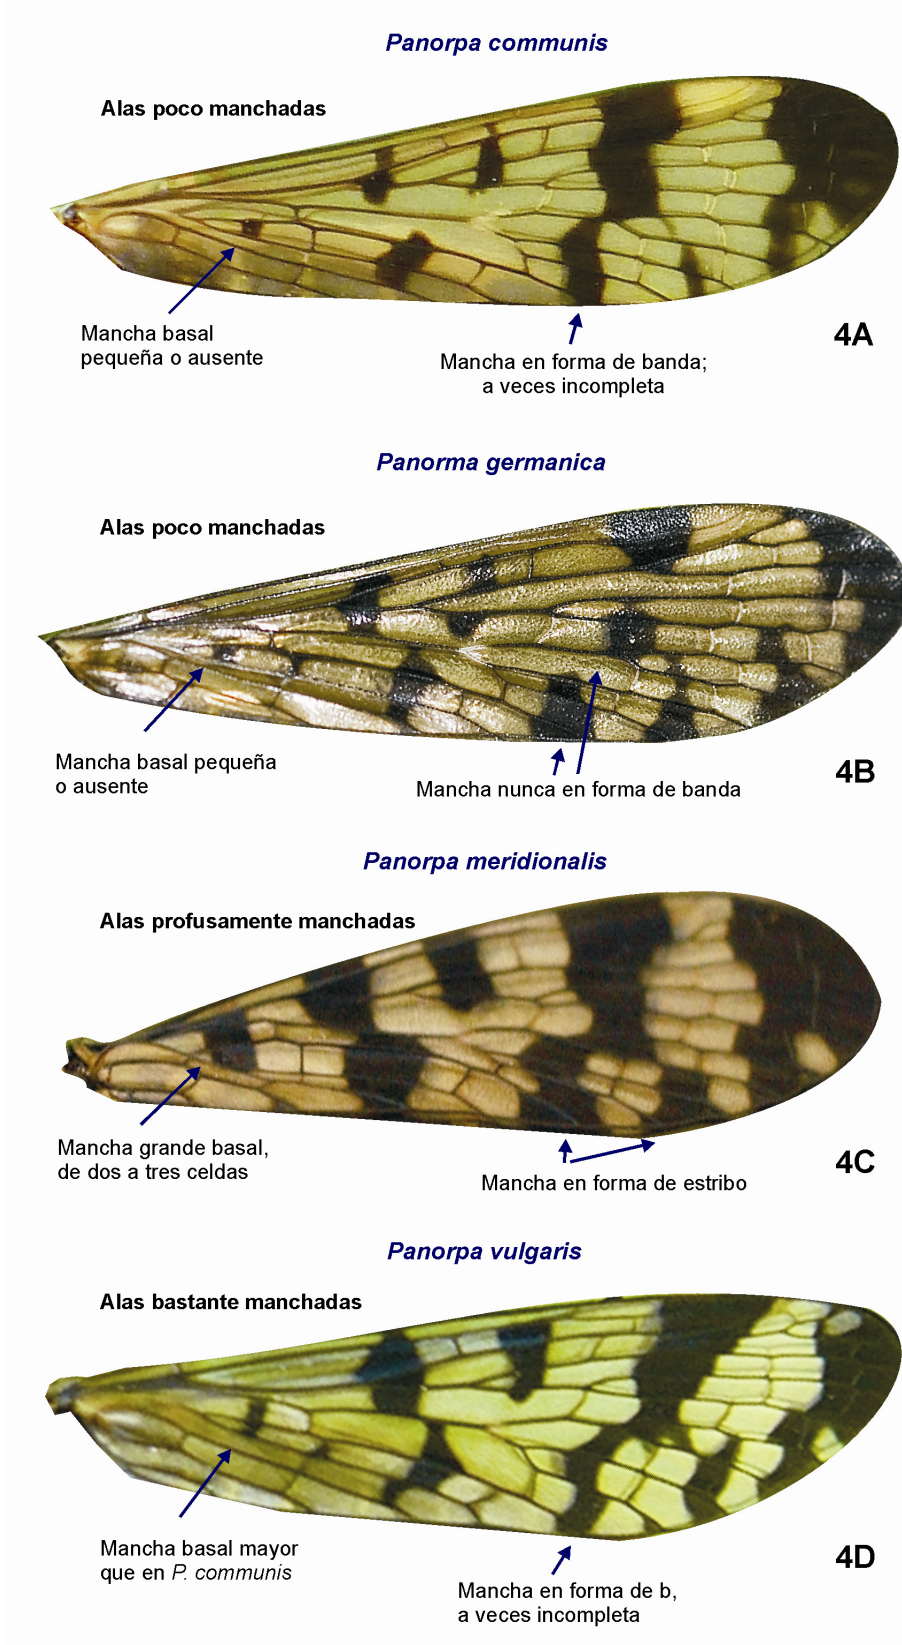 Panorpa communis
Alas poco manchadas
Mancha basal
pequeña o ausente
Mancha en forma de banda;
a veces incompleta
4A
Panorma germanica
Alas poco manchadas
Mancha basal pequeña
o ausente
Mancha nunca en forma de banda
4B
Panorpa meridionalis
Alas profusamente manchadas
Mancha grande basal,
de dos a tres celdas
Mancha en forma de estribo
4C
Panorpa vulgaris
Alas bastante manchadas
Mancha basal mayor
que en P. communis
Mancha en forma de b,
a veces incompleta
4D